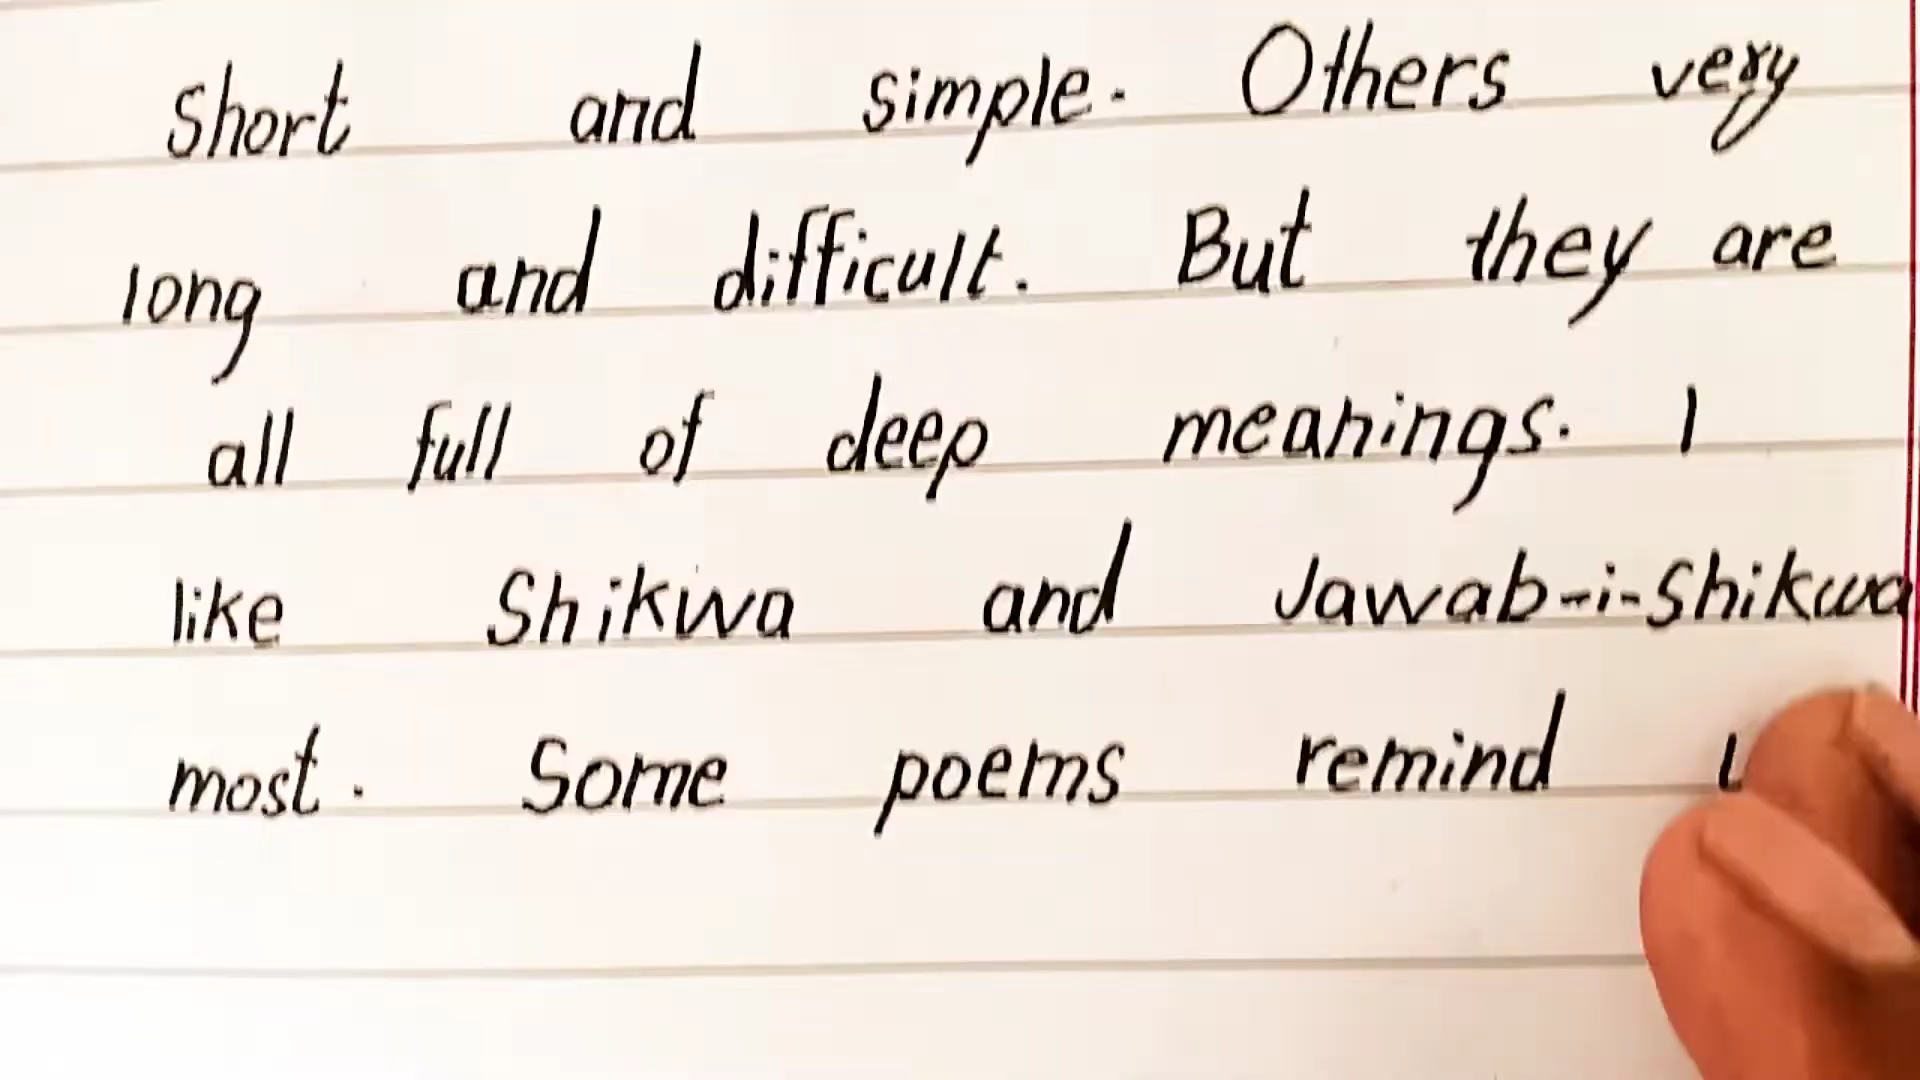 Short and simple. Others very
long and difficult. But they are
all full of deep meanings. I
like Shikwa and Jawab-i-Shikwa
most. Some poems remind